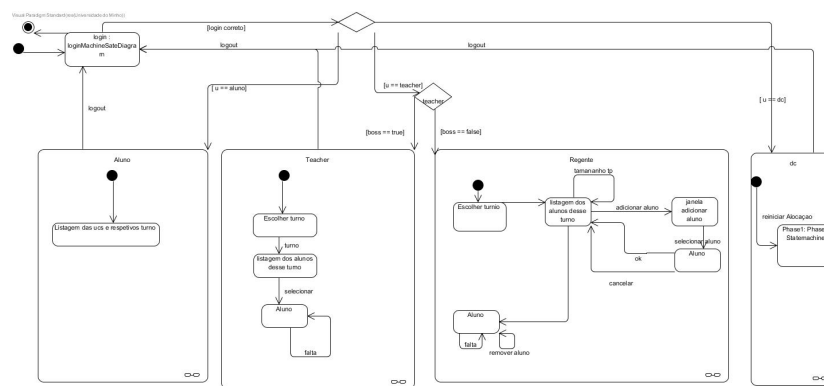 Visual Paradigm Standard(ees(Universidade do Minho))
login :
loginMachineSateDiagra
m
[login correto]
logout
logout
[ u == aluno]
[u == teacher]
teacher
[ u == dc]
logout
[boss == true]
[boss == false]
Aluno
Listagem das ucs e respetivos turno
Teacher
Escolher turno
turno
listagem dos alunos
desse turno
selecionar
Aluno
falta
Regente
Escolher turnio
tamananho tp
listagem dos
alunos desse
turno
adicionar aluno
janela
adicionar
aluno
selecionar aluno
Aluno
ok
cancelar
Aluno
falta
remover aluno
dc
reiniciar Alocaçao
Phase1: Phase
Statemachine